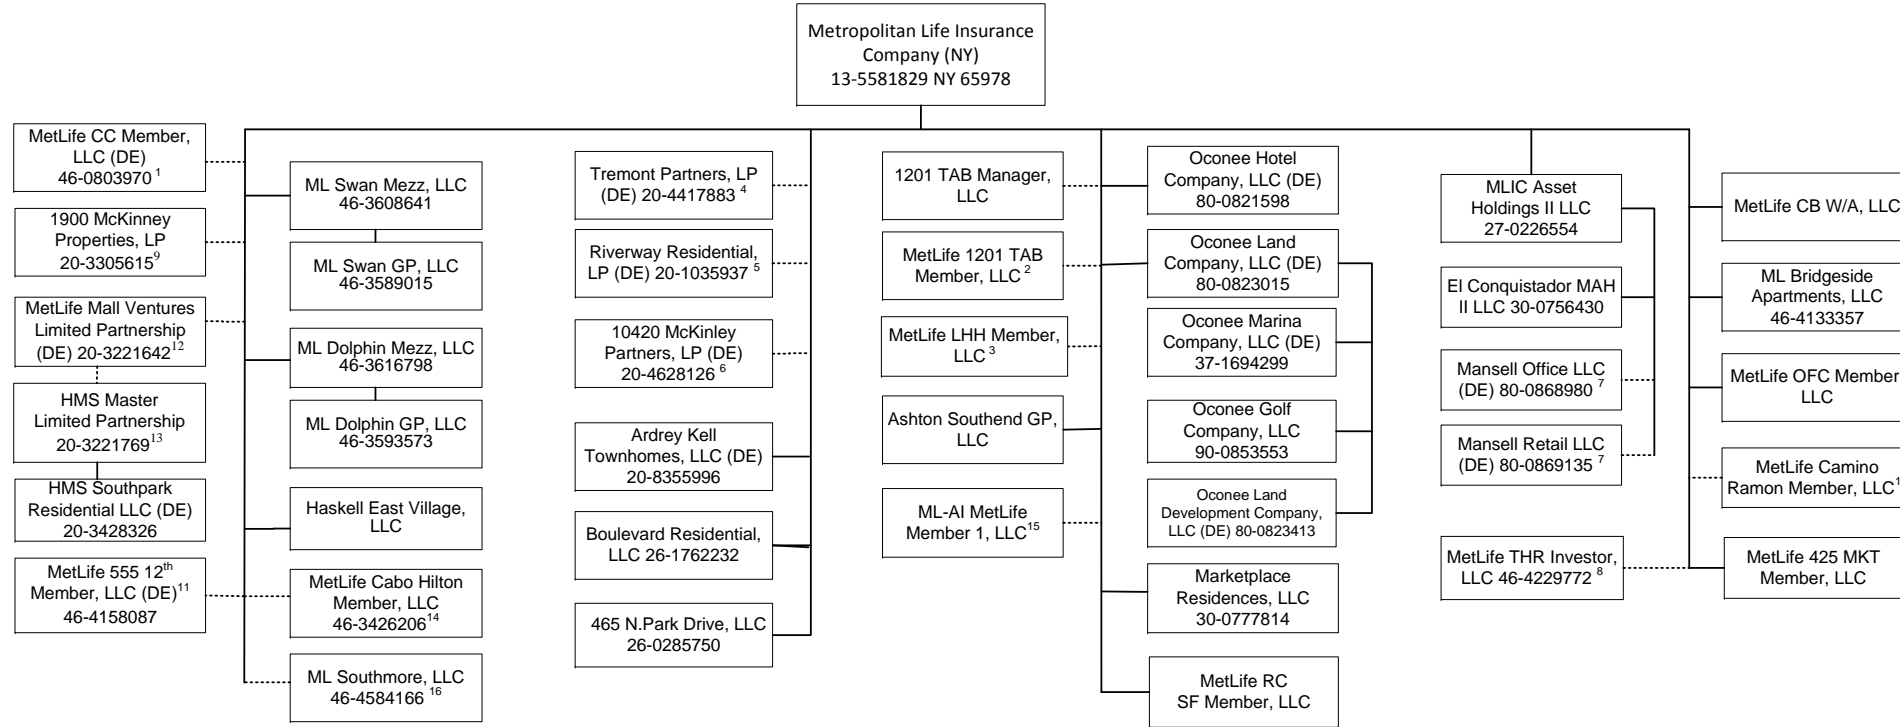 Metropolitan Life Insurance
Company (NY)
13-5581829 NY 65978
MetLife CC Member,
LLC (DE)
46-0803970 1
1900 McKinney
Properties, LP
20-3305615 9
MetLife Mall Ventures
Limited Partnership
(DE) 20-3221642 12
HMS Master
Limited Partnership
20-3221769 13
HMS Southpark
Residential LLC (DE)
20-3428326
MetLife 555 12th
Member, LLC (DE) 11
46-4158087
ML Swan Mezz, LLC
46-3608641
ML Swan GP, LLC
46-3589015
ML Dolphin Mezz, LLC
46-3616798
ML Dolphin GP, LLC
46-3593573
Haskell East Village,
LLC
MetLife Cabo Hilton
Member, LLC
46-3426206 14
ML Southmore, LLC
46-4584166 16
Tremont Partners, LP
(DE) 20-4417883 4
Riverway Residential,
LP (DE) 20-1035937 5
10420 McKinley
Partners, LP (DE)
20-4628126 6
Ardrey Kell
Townhomes, LLC (DE)
20-8355996
Boulevard Residential,
LLC 26-1762232
465 N.Park Drive, LLC
26-0285750
1201 TAB Manager,
LLC
MetLife 1201 TAB
Member, LLC 2
MetLife LHH Member,
LLC 3
Ashton Southend GP,
LLC
ML-AI MetLife
Member 1, LLC 15
Oconee Hotel
Company, LLC (DE)
80-0821598
Oconee Land
Company, LLC (DE)
80-0823015
Oconee Marina
Company, LLC (DE)
37-1694299
Oconee Golf
Company, LLC
90-0853553
Oconee Land
Development Company,
LLC (DE) 80-0823413
Marketplace
Residences, LLC
30-0777814
MetLife RC
SF Member, LLC
MLIC Asset
Holdings II LLC
27-0226554
El Conquistador MAH
II LLC 30-0756430
Mansell Office LLC
(DE) 80-0868980 7
Mansell Retail LLC
(DE) 80-0869135 7
MetLife THR Investor,
LLC 46-4229772 8
MetLife CB W/A, LLC
ML Bridgeside
Apartments, LLC
46-4133357
MetLife OFC Member
LLC
MetLife Camino
Ramon Member, LLC
MetLife 425 MKT
Member, LLC